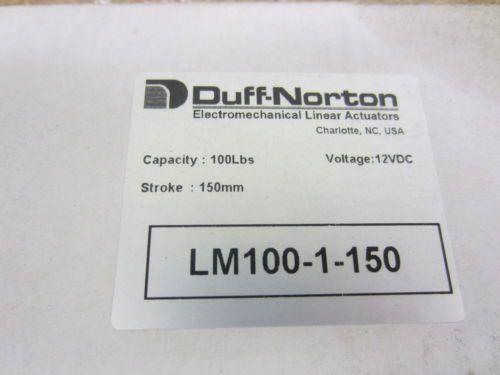 Duff-Norton
Electromechanical Linear Actuators
Charlotte, NC, USA
Capacity : 100Lbs Voltage:12VDC
Stroke : 150mm
LM100-1-150